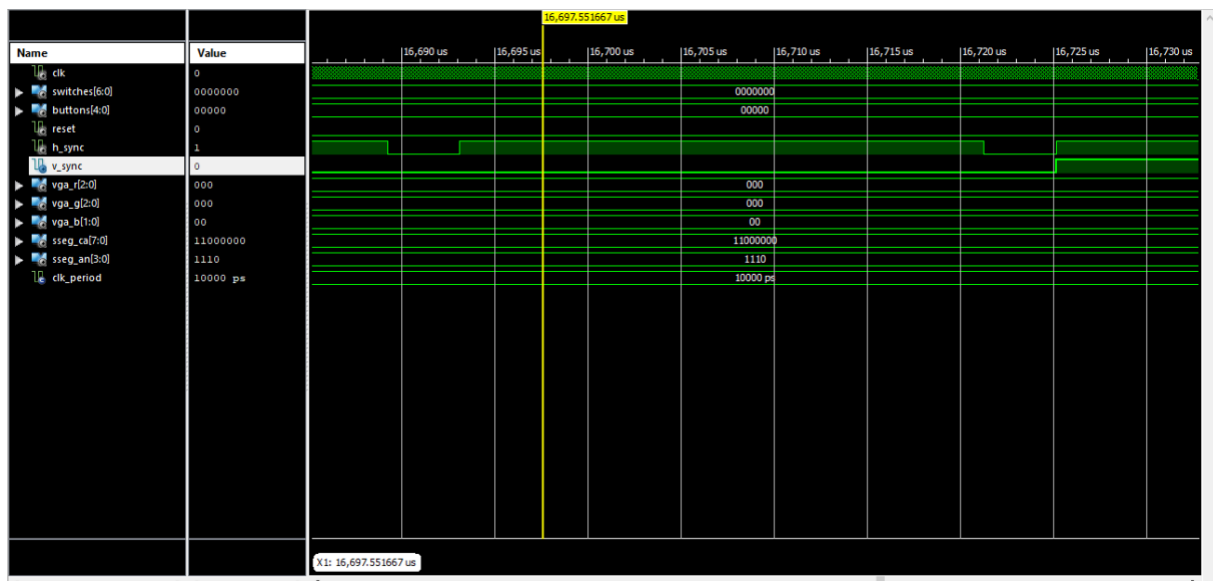 16,697.551667 us
Name Value
16,690 us 16,695 us 16,700 us 16,705 us 16,710 us 16,715 us 16,720 us 16,725 us 16,730 us
clk 0
switches[6:0] 0000000 0000000
buttons[4:0] 00000 00000
reset 0
h_sync 1
v_sync 0
vga_r[2:0] 000 000
vga_g[2:0] 000 000
vga_b[1:0] 00 00
sseg_ca[7:0] 11000000 11000000
sseg_an[3:0] 1110 1110
clk_period 10000 ps 10000 ps
X1: 16,697.551667 us